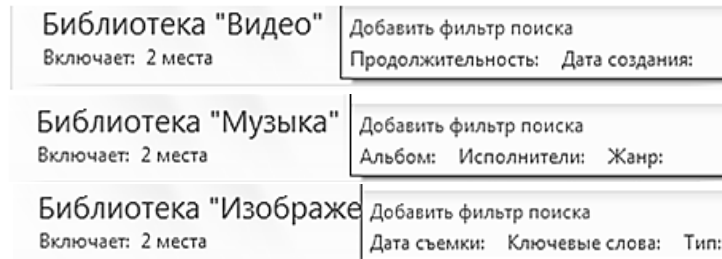 Библиотека "Видео"
Включает: 2 места
Добавить фильтр поиска
Продолжительность: Дата создания:
Библиотека "Музыка"
Включает: 2 места
Добавить фильтр поиска
Альбом: Исполнители: Жанр:
Библиотека "Изображе
Включает: 2 места
Добавить фильтр поиска
Дата съемки: Ключевые слова: Тип: